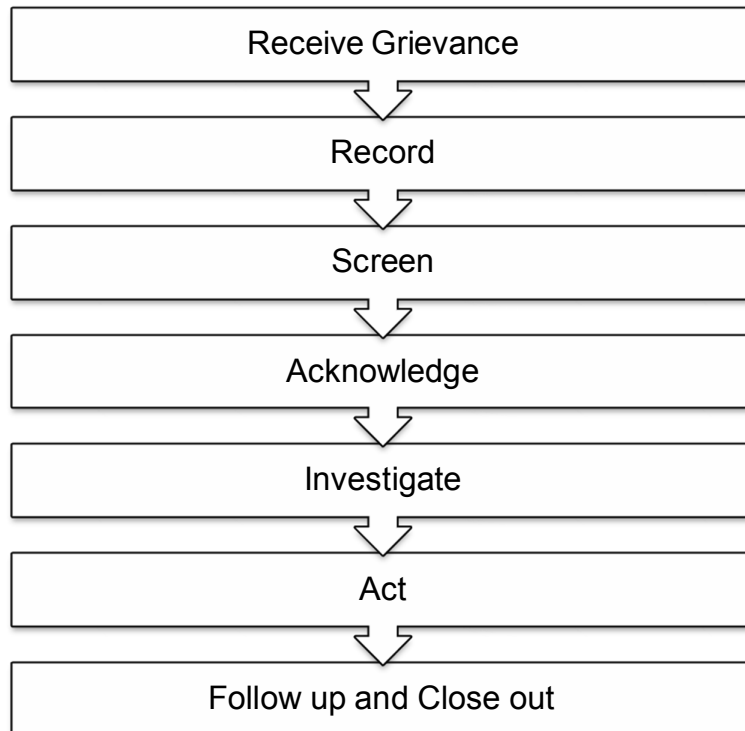 Receive Grievance
Record
Screen
Acknowledge
Investigate
Act
Follow up and Close out